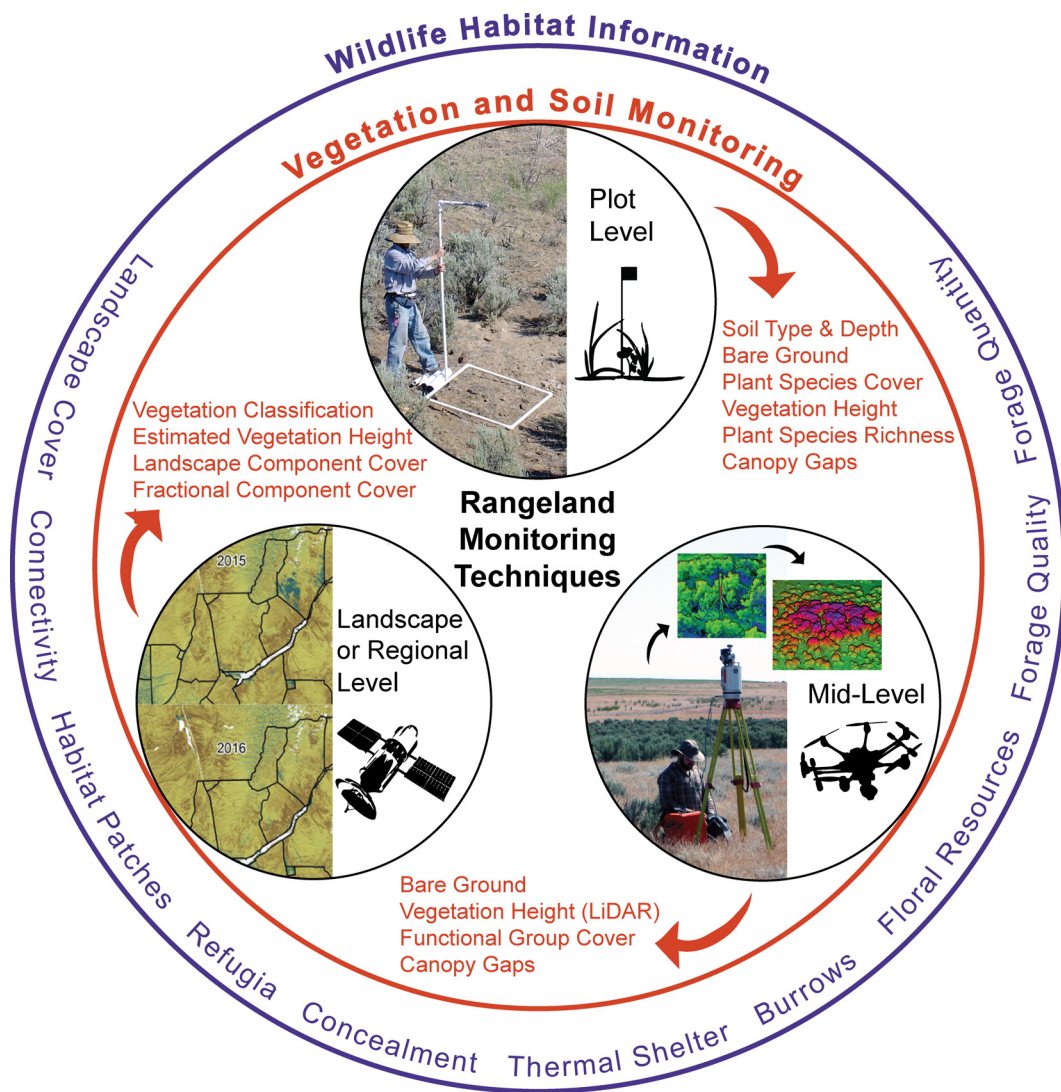 Wildlife Habitat Information
Vegetation and Soil Monitoring
Plot
Level
Soil Type & Depth
Bare Ground
Plant Species Cover
Vegetation Height
Plant Species Richness
Canopy Gaps
Vegetation Classification
Estimated Vegetation Height
Landscape Component Cover
Fractional Component Cover
Rangeland
Monitoring
Techniques
2015
2016
Landscape
or Regional
Level
Mid-Level
Bare Ground
Vegetation Height (LiDAR)
Functional Group Cover
Canopy Gaps
Forage Quantity
Forage Quality
Floral Resources
Burrows
Thermal Shelter
Concealment
Refugia
Habitat Patches
Connectivity
Landscape Cover